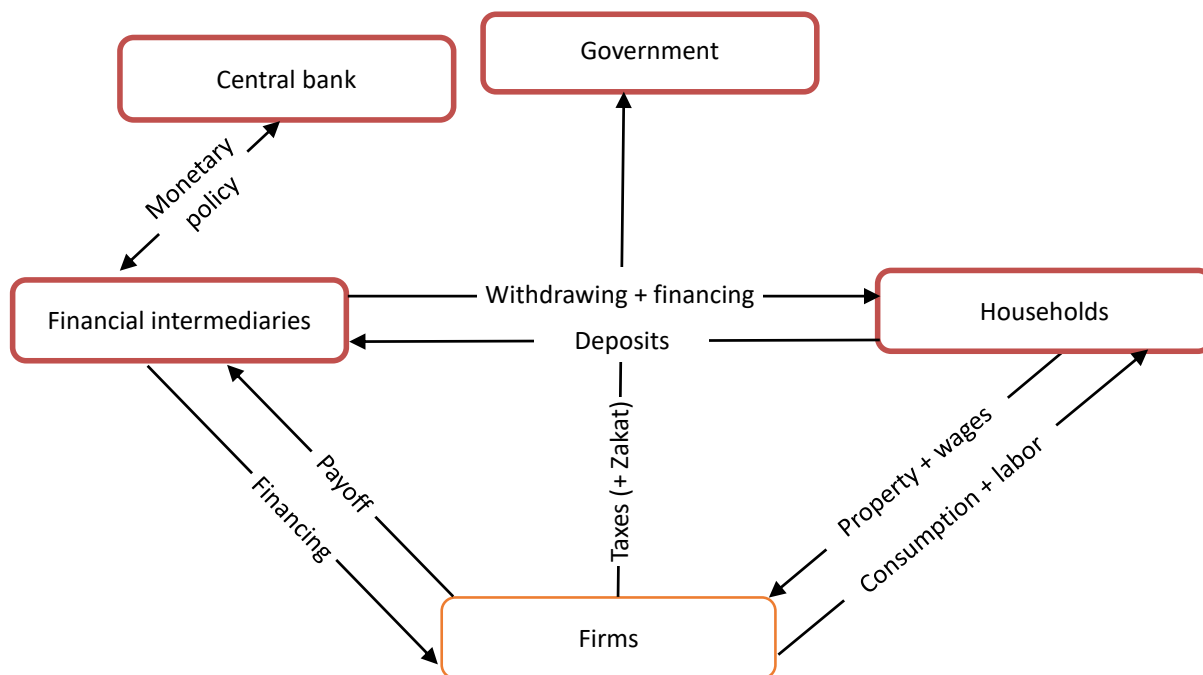 Government
Central bank
Monetary
policy
Withdrawing + financing
Financial intermediaries
Households
Deposits
Taxes (+ Zakat)
Property + wages
Consumption + labor
Payoff
Financing
Firms